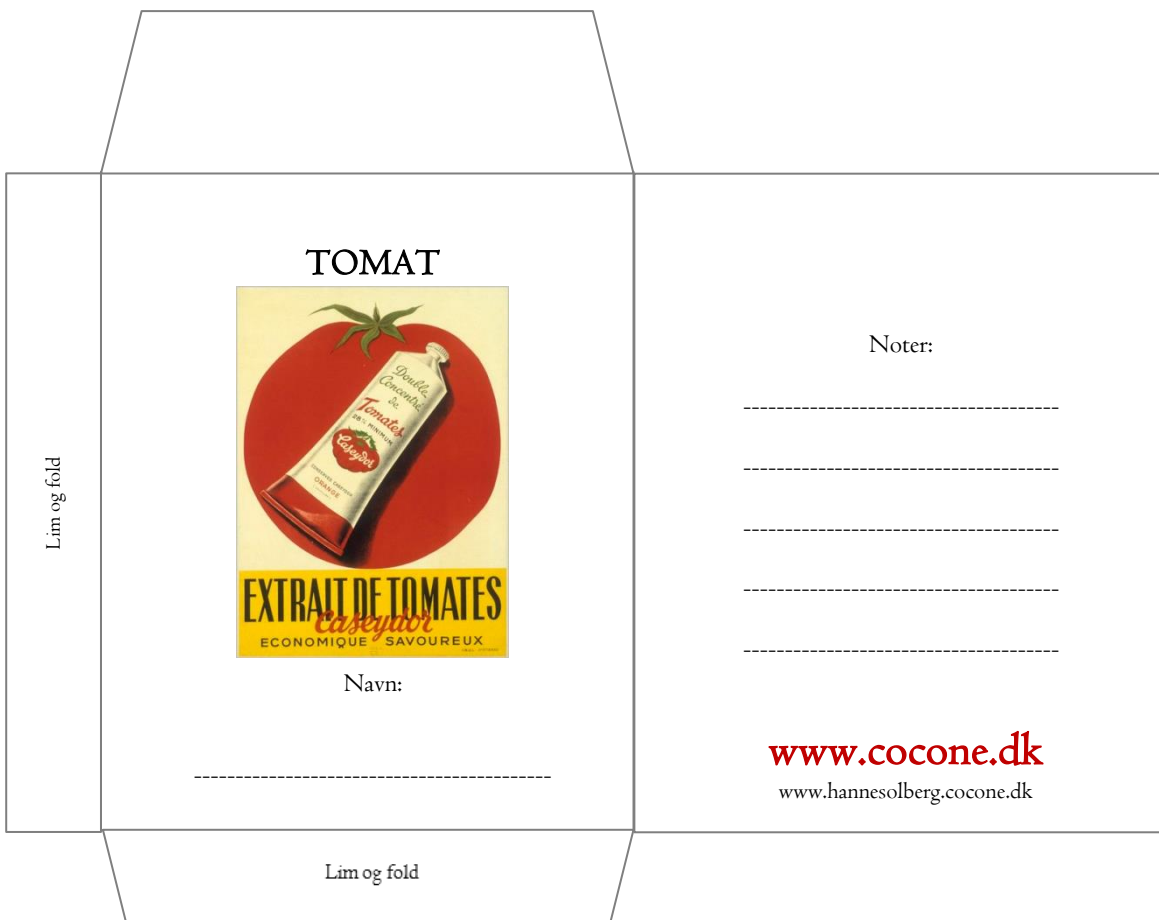 TOMAT
Double
Concentré
de
Tomates
28% MINIMUM
Caseydor
ORANGE
EXTRAIT DE TOMATES
Caseydor
ECONOMIQUE SAVOUREUX
Navn:
Lim og fold
Lim og fold
Noter:
www.cocone.dk
www.hannesolberg.cocone.dk